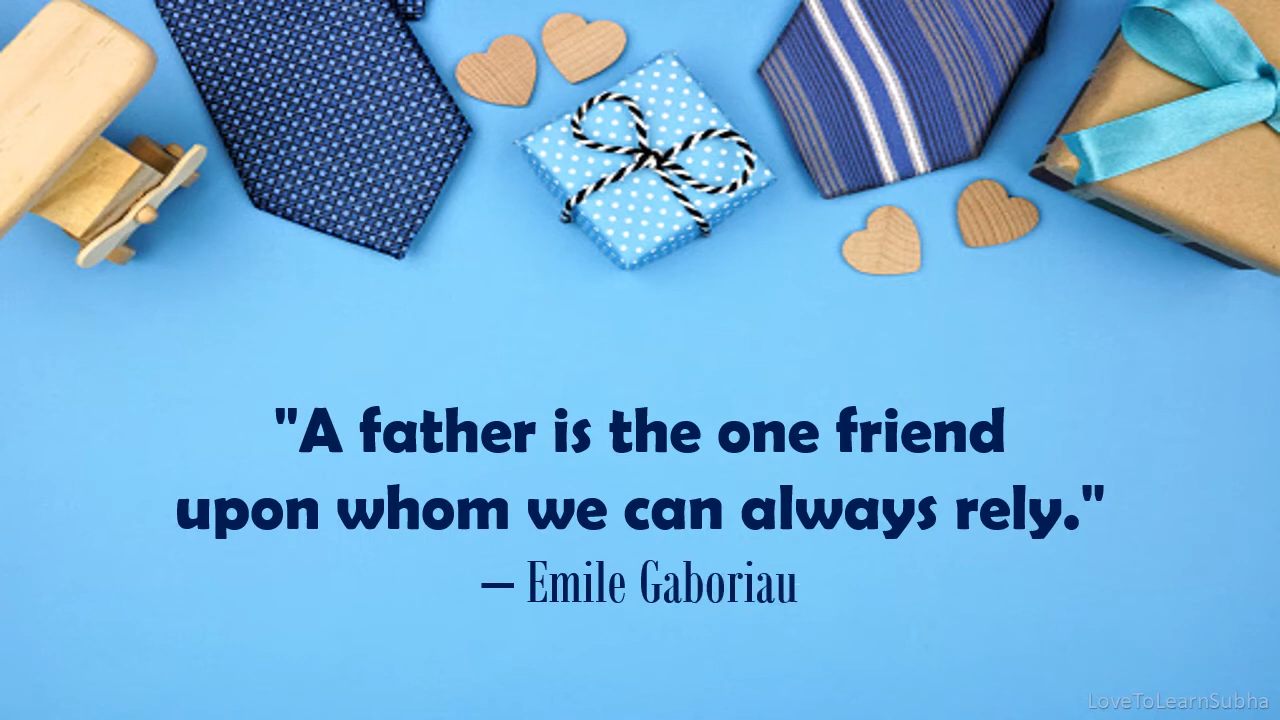 "A father is the one friend
upon whom we can always rely."
— Emile Gaboriau
LoveToLearnSubha